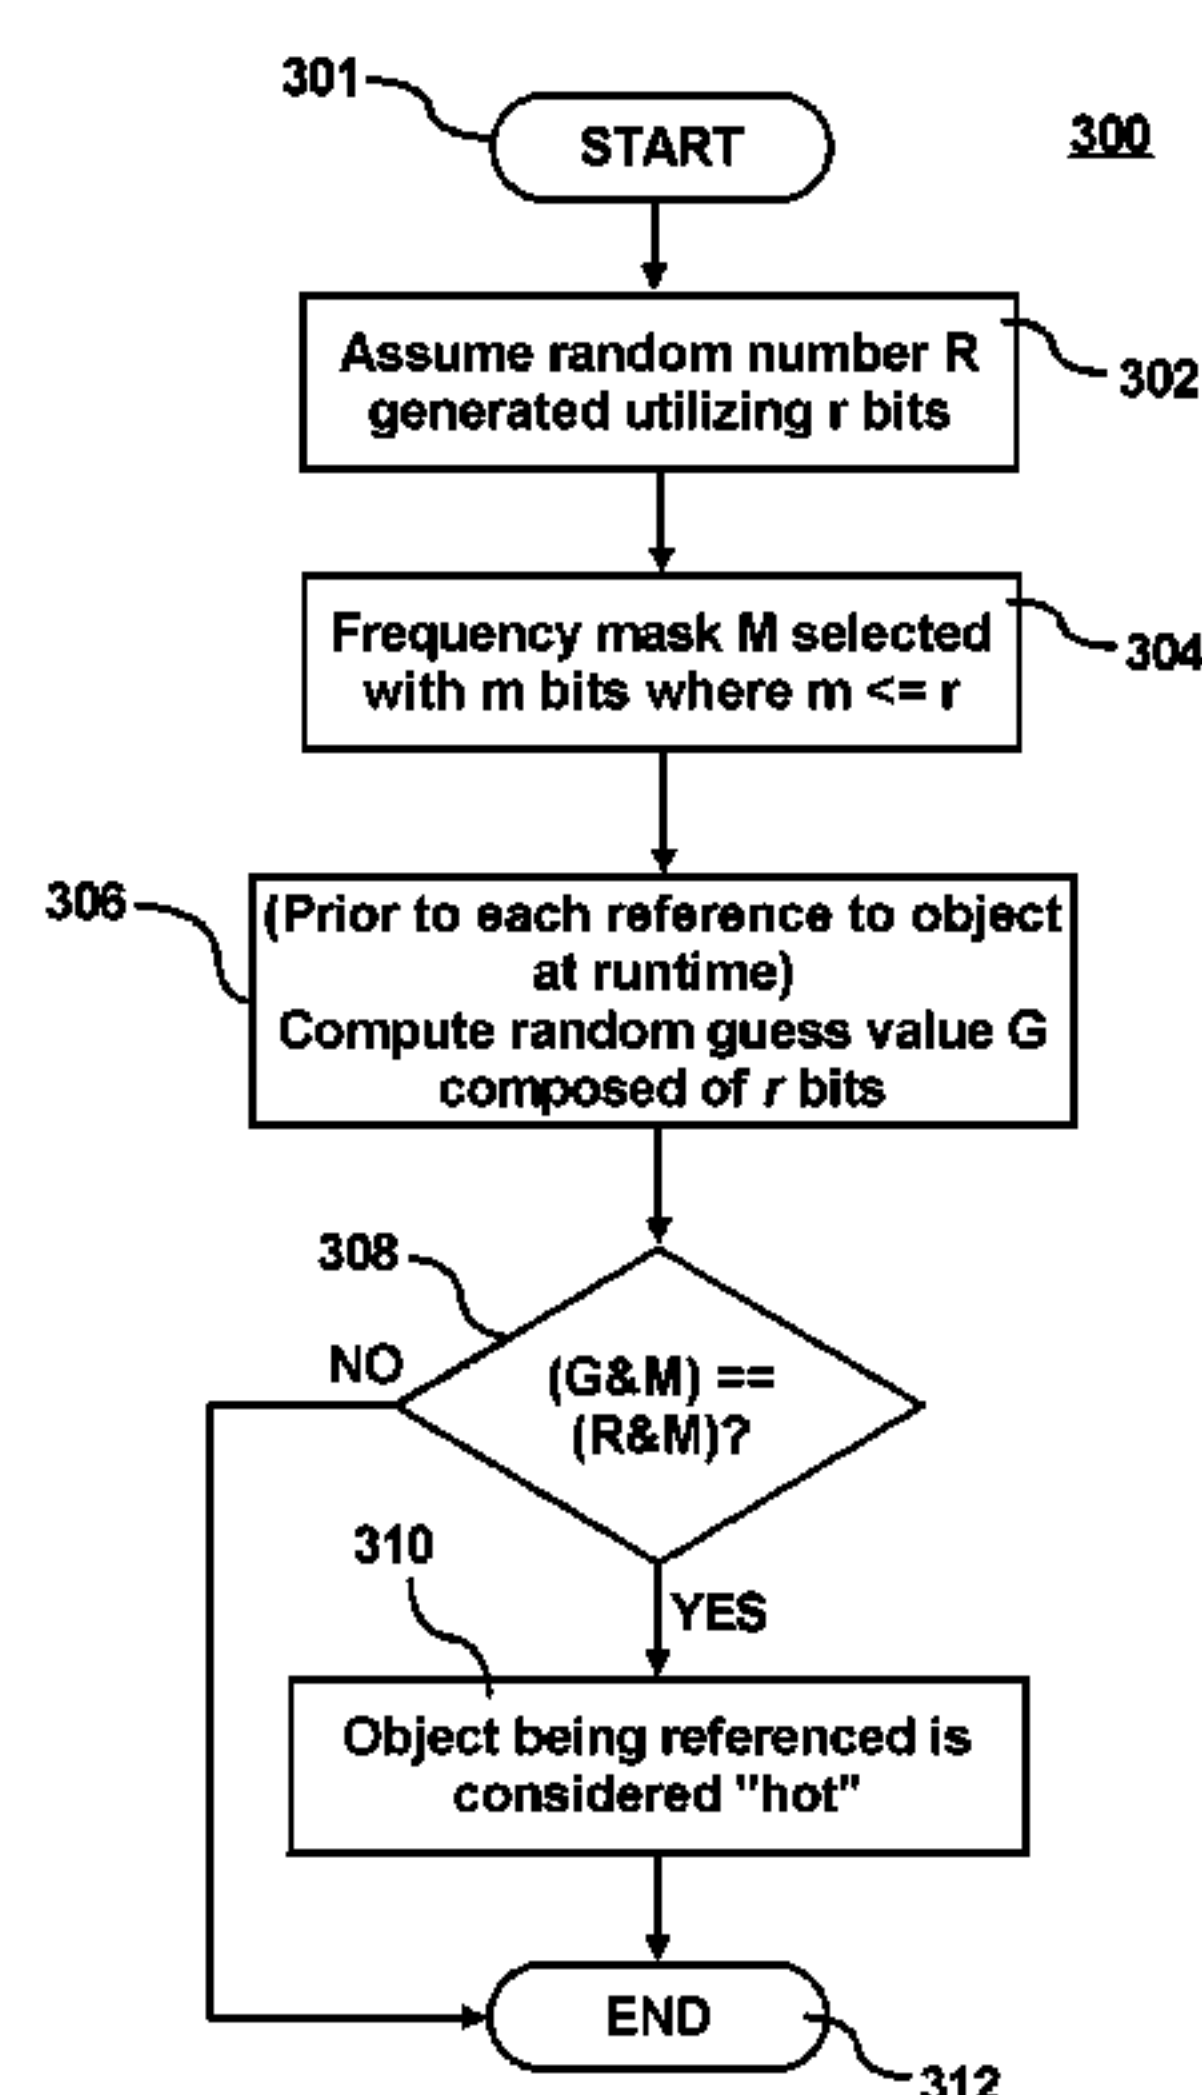 301
START
300
Assume random number R
generated utilizing r bits
302
Frequency mask M selected
with m bits where m <= r
304
306
(Prior to each reference to object
at runtime)
Compute random guess value G
composed of r bits
308
NO
(G&M) ==
(R&M)?
310
YES
Object being referenced is
considered "hot"
END
312